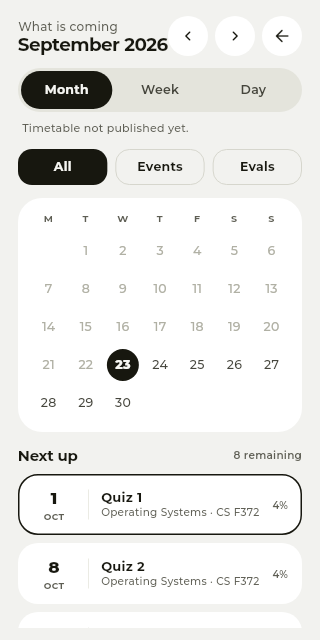 What is coming
September 2026
Month Week Day
Timetable not published yet.
All Events Evals
M T W T F S S
1 2 3 4 5 6
7 8 9 10 11 12 13
14 15 16 17 18 19 20
21 22 23 24 25 26 27
28 29 30
Next up 8 remaining
1 Quiz 1 4%
OCT Operating Systems · CS F372
8 Quiz 2 4%
OCT Operating Systems · CS F372